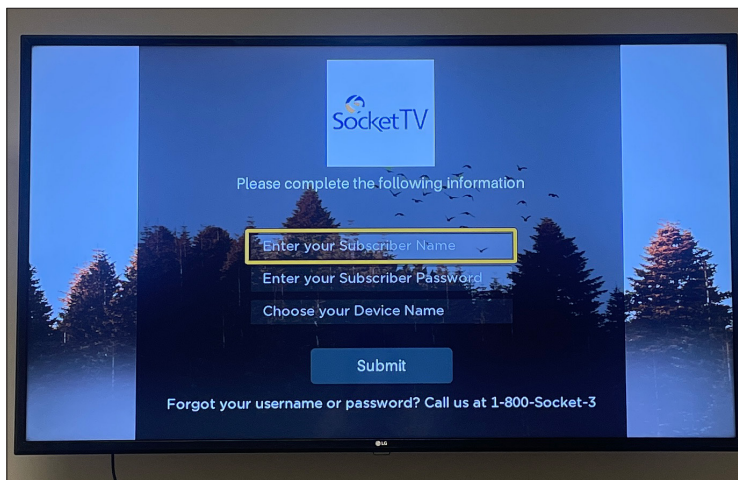 SocketTV
Please complete the following information
Enter your Subscriber Name
Enter your Subscriber Password
Choose your Device Name
Submit
Forgot your username or password? Call us at 1-800-Socket-3
LG